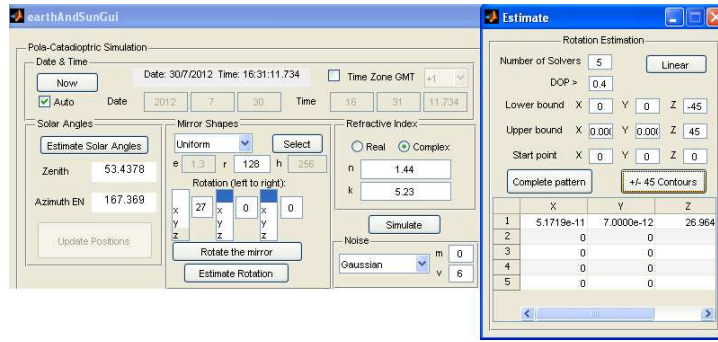 earthAndSunGui
Pola-Catadioptric Simulation
Date & Time
Now
Date: 30/7/2012 Time: 16:31:11.734
Time Zone GMT
+1
Auto
Date
2012
7
30
Time
16
31
11.734
Solar Angles
Estimate Solar Angles
Zenith
53.4378
Azimuth EN
167.369
Update Positions
Mirror Shapes
Uniform
Select
e
1.3
r
128
h
256
Rotation (left to right):
x
y
z
27
x
y
z
0
x
y
z
0
Rotate the mirror
Estimate Rotation
Refractive Index
Real
Complex
n
1.44
k
5.23
Simulate
Noise
Gaussian
m
0
v
6
Estimate
Rotation Estimation
Number of Solvers
5
Linear
DOP >
0.4
Lower bound X 0 Y 0 Z -45
Upper bound X 0.00( Y 0.00( Z 45
Start point X 0 Y 0 Z 0
Complete pattern
+/- 45 Contours
X Y Z
1 5.1719e-11 7.0000e-12 26.964
2 0 0
3 0 0
4 0 0
5 0 0